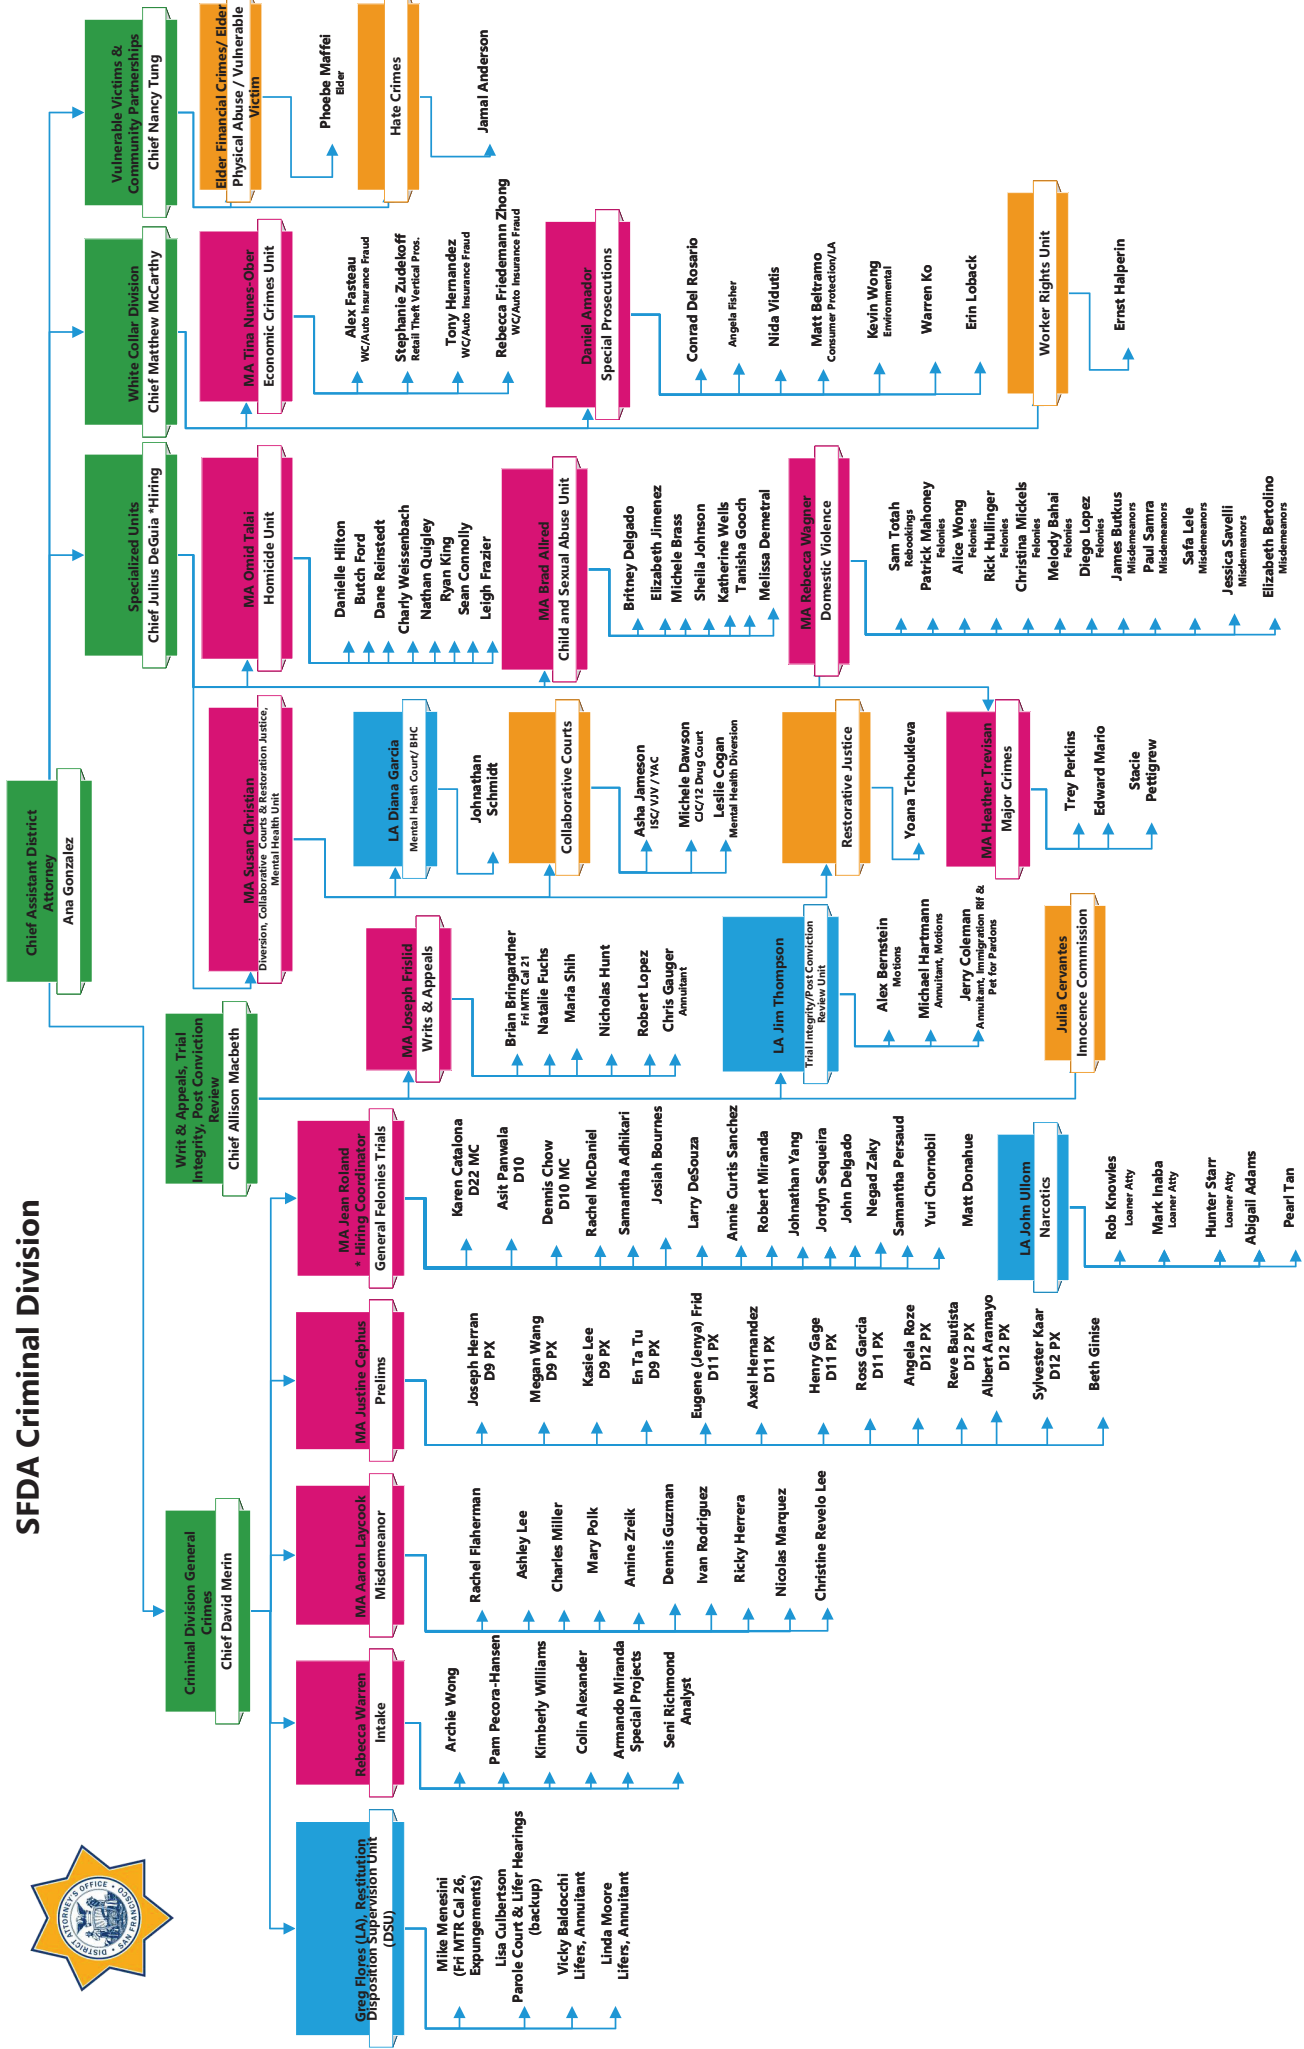 SFDA Criminal Division
DISTRICT ATTORNEY'S OFFICE
SAN FRANCISCO
Chief Assistant District
Attorney
Ana Gonzalez
Criminal Division General
Crimes
Chief David Merin
Greg Flores (LA), Restitution
Disposition Supervision Unit
(DSU)
Mike Menesini
(Fri MTR Cal 26,
Expungements)
Lisa Culbertson
Parole Court & Lifer Hearings
(backup)
Vicky Baldocchi
Lifers, Annuitant
Linda Moore
Lifers, Annuitant
Rebecca Warren
Intake
Archie Wong
Pam Pecora-Hansen
Kimberly Williams
Colin Alexander
Armando Miranda
Special Projects
Seni Richmond
Analyst
MA Aaron Laycook
Misdemeanor
Rachel Flaherman
Ashley Lee
Charles Miller
Mary Polk
Amine Zreik
Dennis Guzman
Ivan Rodriguez
Ricky Herrera
Nicolas Marquez
Christine Revelo Lee
MA Justine Cephus
Prelims
Joseph Herran
D9 PX
Megan Wang
D9 PX
Kasie Lee
D9 PX
En Ta Tu
D9 PX
Eugene (Jenya) Frid
D11 PX
Axel Hernandez
D11 PX
Henry Gage
D11 PX
Ross Garcia
D11 PX
Angela Roze
D12 PX
Reve Bautista
D12 PX
Albert Aramayo
D12 PX
Sylvester Kaar
D12 PX
Beth Ginise
MA Jean Roland
* Hiring Coordinator
General Felonies Trials
Karen Catalona
D22 MC
Asit Panwala
D10
Dennis Chow
D10 MC
Rachel McDaniel
Samantha Adhikari
Josiah Bournes
Larry DeSouza
Annie Curtis Sanchez
Robert Miranda
Johnathan Yang
Jordyn Sequeira
John Delgado
Negad Zaky
Samantha Persaud
Yuri Chornobil
Matt Donahue
LA John Ullom
Narcotics
Rob Knowles
Loaner Atty
Mark Inaba
Loaner Atty
Hunter Starr
Loaner Atty
Abigail Adams
Pearl Tan
Writ & Appeals, Trial
Integrity, Post Conviction
Review
Chief Allison Macbeth
MA Joseph Frislid
Writs & Appeals
Brian Bringardner
Fri MTR Cal 21
Natalie Fuchs
Maria Shih
Nicholas Hunt
Robert Lopez
Chris Gauger
Annuitant
LA Jim Thompson
Trial Integrity/Post Conviction
Review Unit
Alex Bernstein
Motions
Michael Hartmann
Annuitant, Motions
Jerry Coleman
Annuitant, Immigration Rlf &
Pet for Pardons
Julia Cervantes
Innocence Commission
Specialized Units
Chief Julius DeGuia *Hiring
MA Susan Christian
Diversion, Collaborative Courts & Restoration Justice,
Mental Health Unit
LA Diana Garcia
Mental Heath Court/ BHC
Johnathan
Schmidt
Collaborative Courts
Asha Jameson
ISC/ VJV / YAC
Michele Dawson
CJC/12 Drug Court
Leslie Cogan
Mental Health Diversion
Restorative Justice
Yoana Tchoukleva
MA Heather Trevisan
Major Crimes
Trey Perkins
Edward Mario
Stacie
Pettigrew
MA Omid Talai
Homicide Unit
Danielle Hilton
Butch Ford
Dane Reinstedt
Charly Weissenbach
Nathan Quigley
Ryan King
Sean Connolly
Leigh Frazier
MA Brad Allred
Child and Sexual Abuse Unit
Britney Delgado
Elizabeth Jimenez
Michele Brass
Sheila Johnson
Katherine Wells
Tanisha Gooch
Melissa Demetral
MA Rebecca Wagner
Domestic Violence
Sam Totah
Rebookings
Patrick Mahoney
Felonies
Alice Wong
Felonies
Rick Hullinger
Felonies
Christina Mickels
Felonies
Melody Bahai
Felonies
Diego Lopez
Felonies
James Butkus
Misdemeanors
Paul Samra
Misdemeanors
Safa Lele
Misdemeanors
Jessica Savelli
Misdemeanors
Elizabeth Bertolino
Misdemeanors
White Collar Division
Chief Matthew McCarthy
MA Tina Nunes-Ober
Economic Crimes Unit
Alex Fasteau
WC/Auto Insurance Fraud
Stephanie Zudekoff
Retail Theft Vertical Pros.
Tony Hernandez
WC/Auto Insurance Fraud
Rebecca Friedemann Zhong
WC/Auto Insurance Fraud
Daniel Amador
Special Prosecutions
Conrad Del Rosario
Angela Fisher
Nida Vidutis
Matt Beltramo
Consumer Protection/LA
Kevin Wong
Environmental
Warren Ko
Erin Loback
Worker Rights Unit
Ernst Halperin
Vulnerable Victims &
Community Partnerships
Chief Nancy Tung
Elder Financial Crimes/ Elder
Physical Abuse / Vulnerable
Victim
Phoebe Maffei
Elder
Hate Crimes
Jamal Anderson